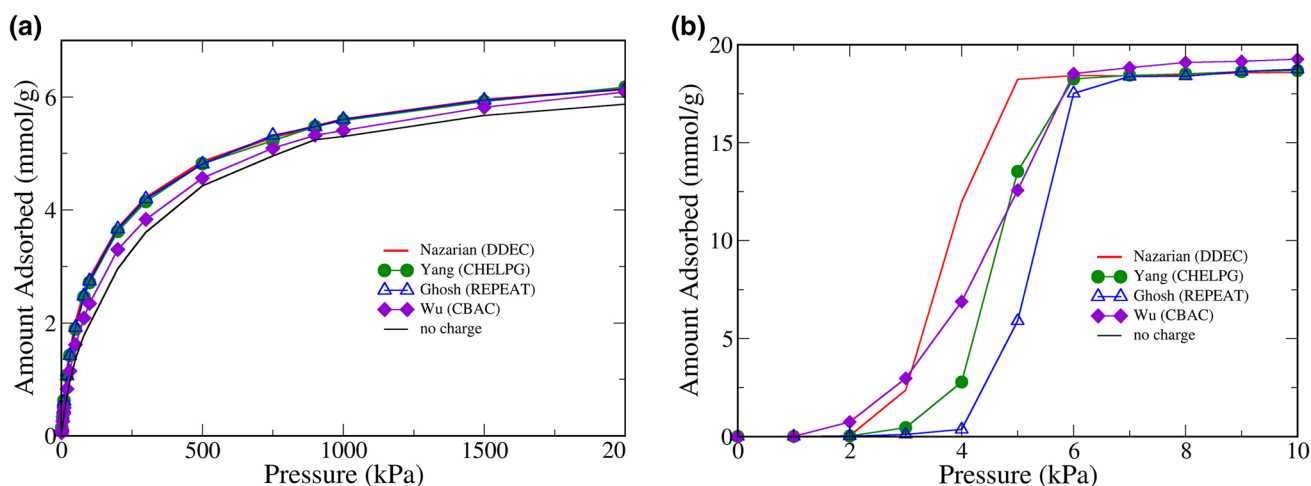 (a)
Amount Adsorbed (mmol/g)
6
4
2
0
Nazarian (DDEC)
Yang (CHELPG)
Ghosh (REPEAT)
Wu (CBAC)
no charge
0
500
1000
1500
20
Pressure (kPa)
(b)
Amount Adsorbed (mmol/g)
20
15
10
5
0
Nazarian (DDEC)
Yang (CHELPG)
Ghosh (REPEAT)
Wu (CBAC)
no charge
0
2
4
6
8
10
Pressure (kPa)